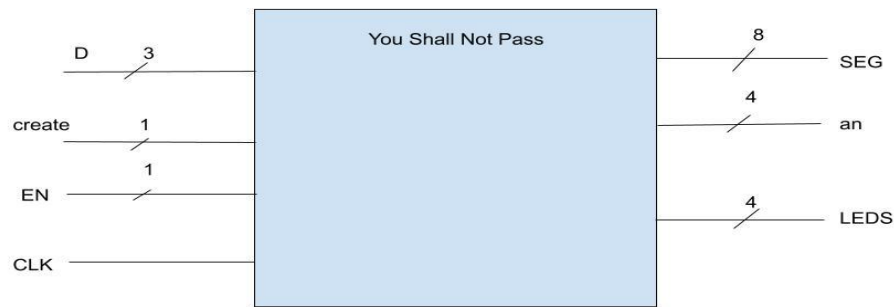 You Shall Not Pass
D 3
create 1
EN 1
CLK
8 SEG
4 an
4 LEDS